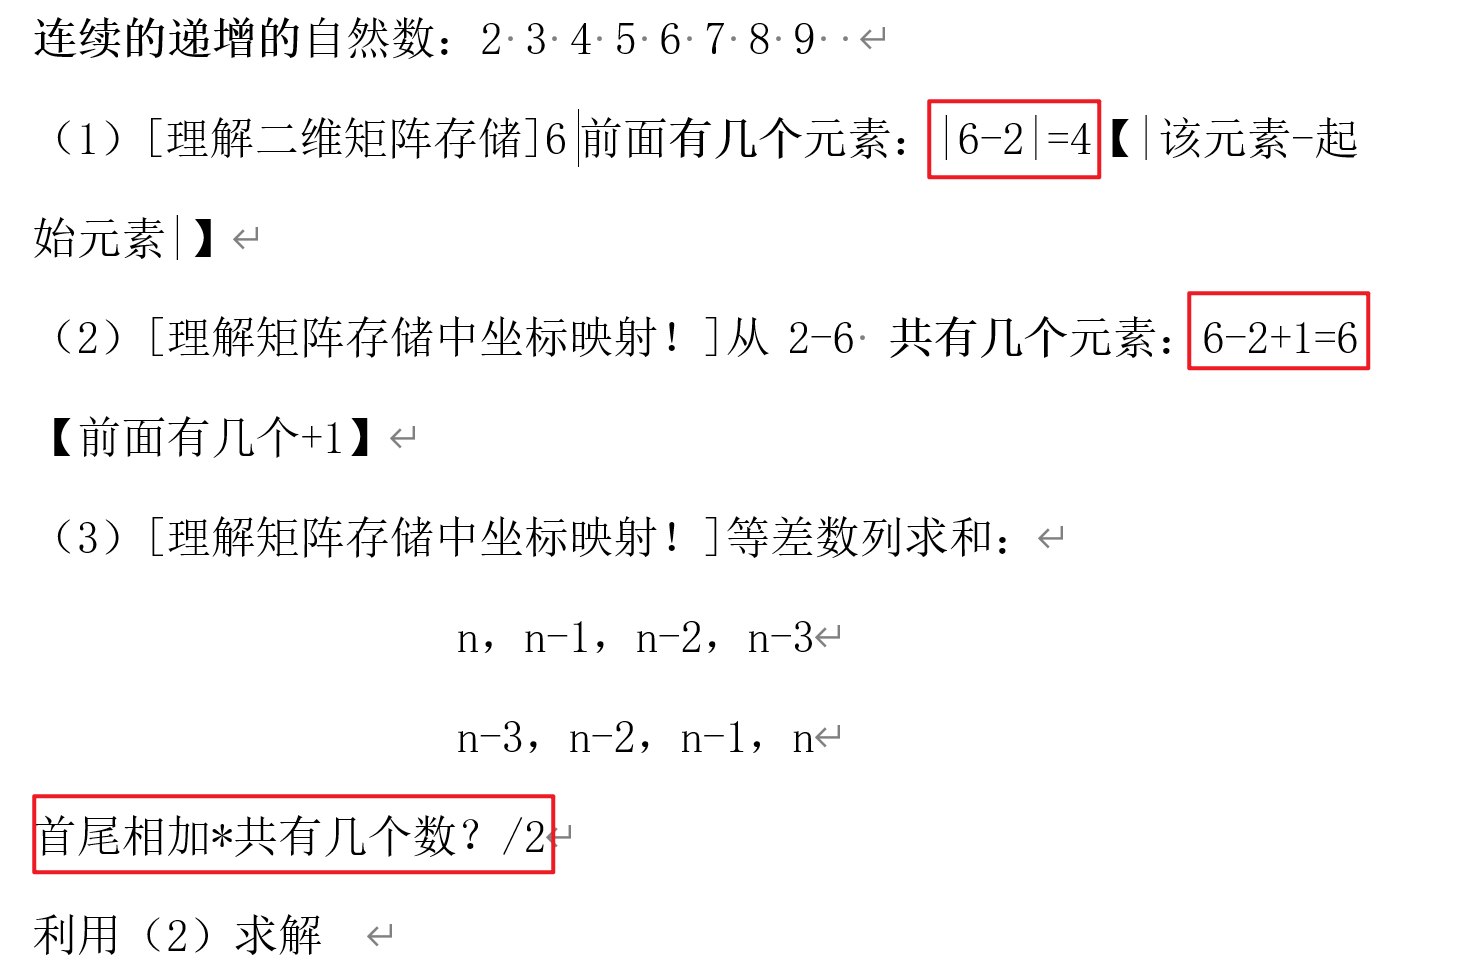 连续的递增的自然数：2 3 4 5 6 7 8 9
（1）[理解二维矩阵存储]6 前面有几个元素：|6-2|=4【|该元素-起
始元素|】
（2）[理解矩阵存储中坐标映射！]从 2-6 共有几个元素：6-2+1=6
【前面有几个+1】
（3）[理解矩阵存储中坐标映射！]等差数列求和：
n，n-1，n-2，n-3
n-3，n-2，n-1，n
首尾相加*共有几个数？/2
利用（2）求解